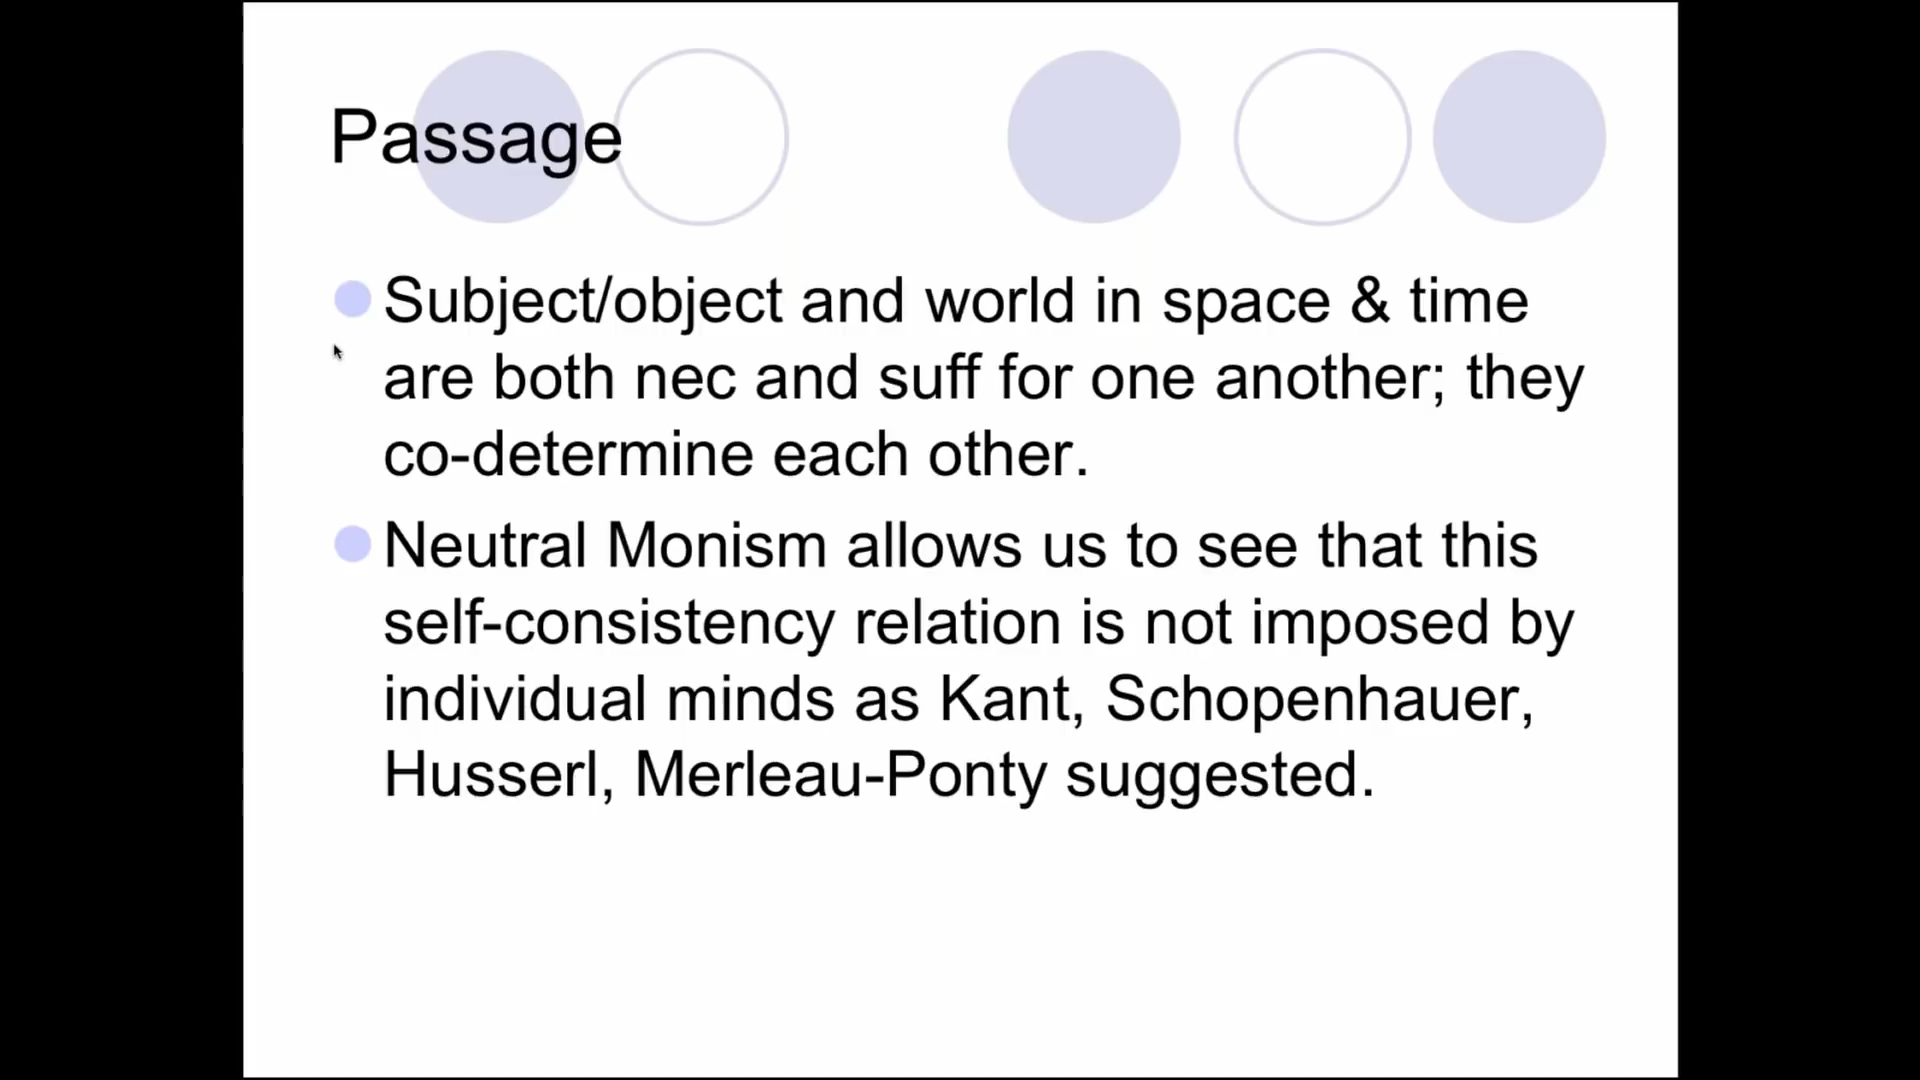 Passage
Subject/object and world in space & time
are both nec and suff for one another; they
co-determine each other.
Neutral Monism allows us to see that this
self-consistency relation is not imposed by
individual minds as Kant, Schopenhauer,
Husserl, Merleau-Ponty suggested.